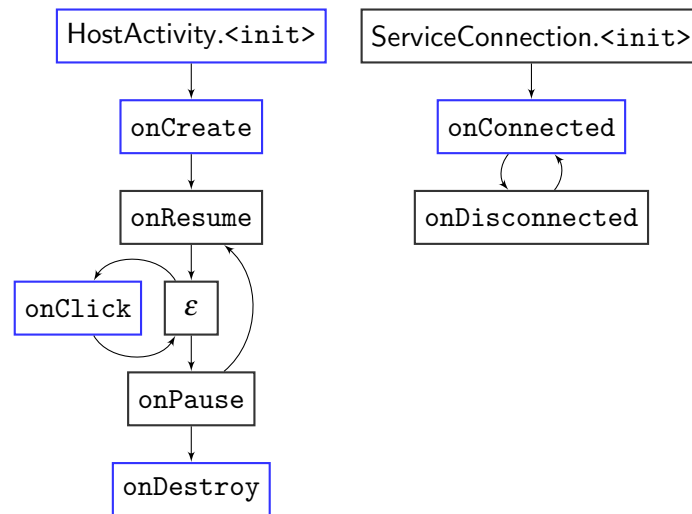 HostActivity.<init>
ServiceConnection.<init>
onCreate
onConnected
onResume
onDisconnected
onClick
ε
onPause
onDestroy